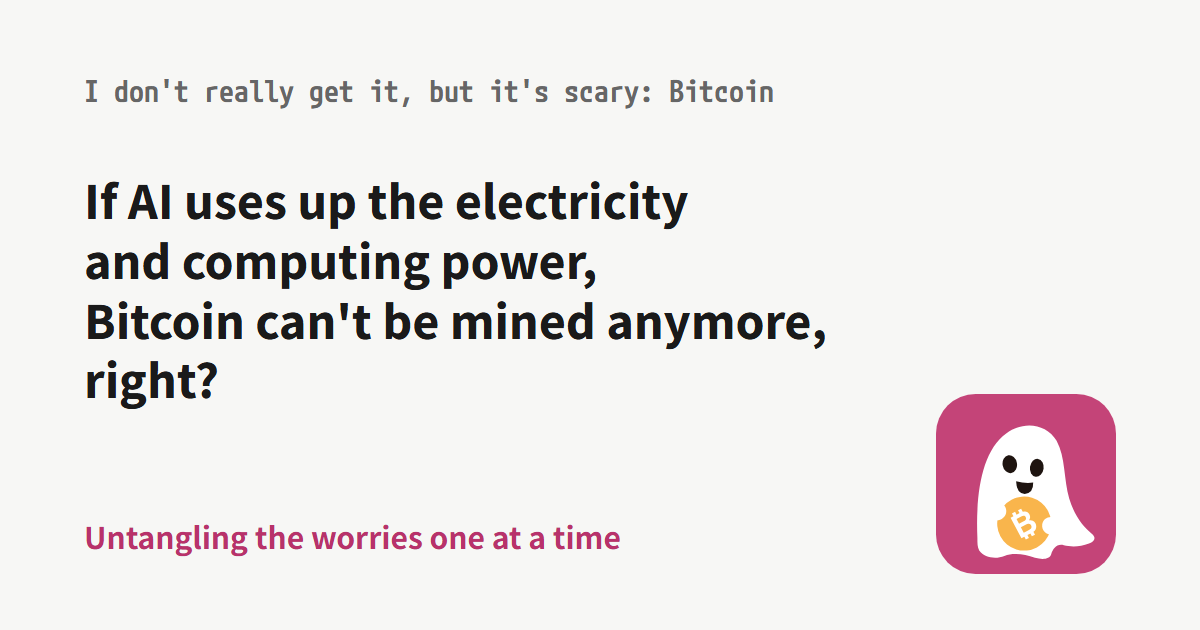 I don't really get it, but it's scary: Bitcoin
If AI uses up the electricity
and computing power,
Bitcoin can't be mined anymore,
right?
Untangling the worries one at a time